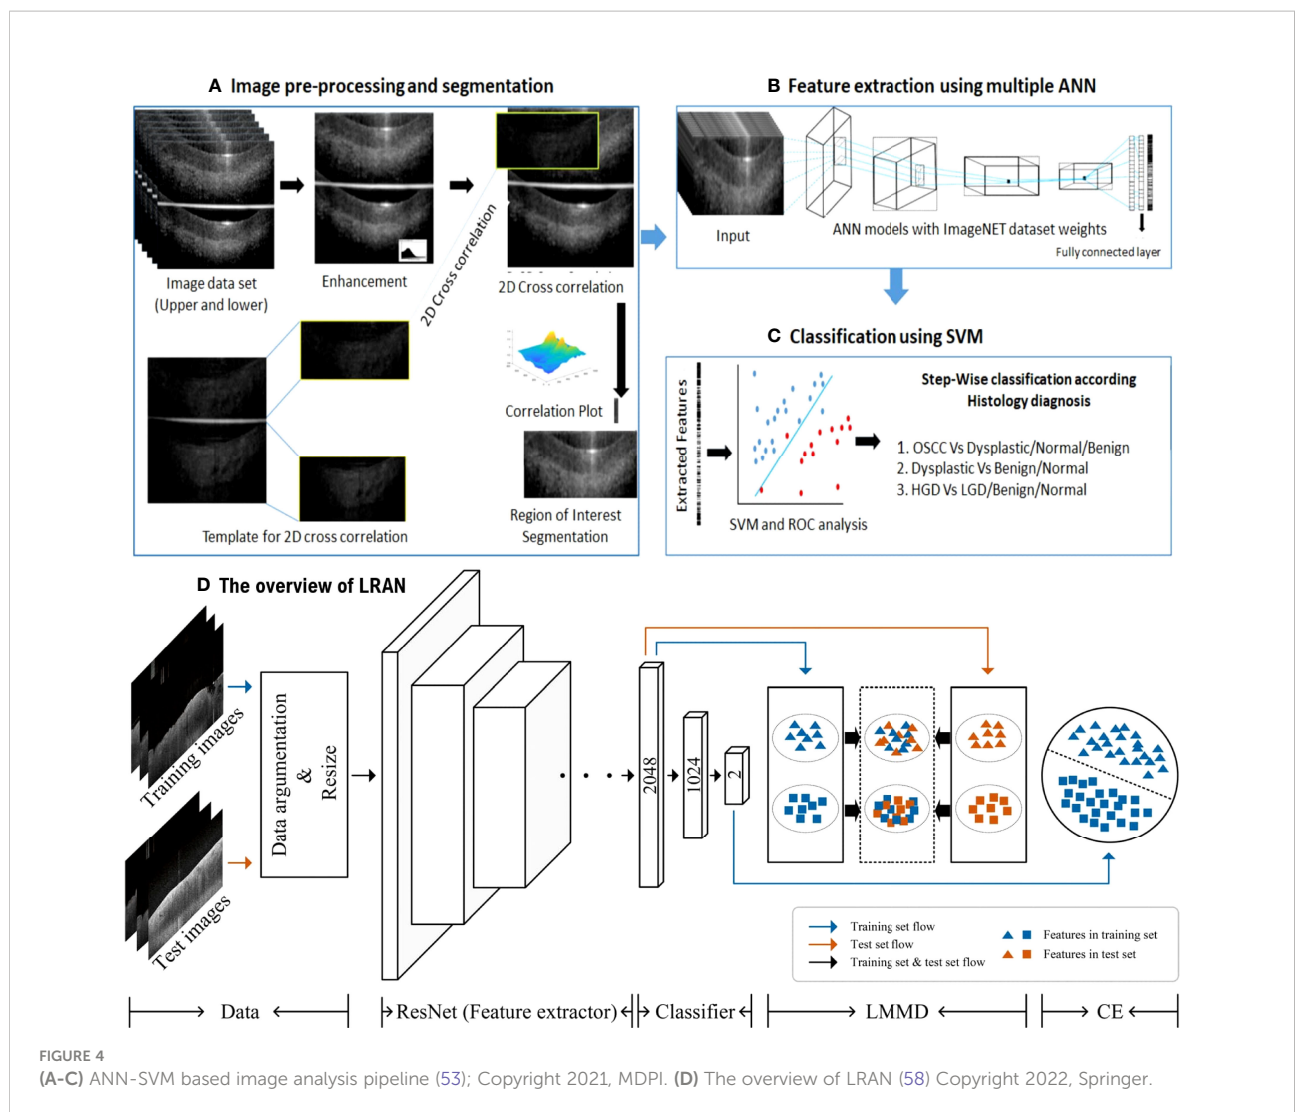 A Image pre-processing and segmentation
Image data set
(Upper and lower)
Enhancement
2D Cross correlation
2D Cross correlation
Correlation Plot
Region of Interest
Segmentation
Template for 2D cross correlation
B Feature extraction using multiple ANN
Input
ANN models with ImageNET dataset weights
Fully connected layer
C Classification using SVM
Extracted Features
SVM and ROC analysis
Step-Wise classification according
Histology diagnosis
1. OSCC Vs Dysplastic/Normal/Benign
2. Dysplastic Vs Benign/Normal
3. HGD Vs LGD/Benign/Normal
D The overview of LRAN
Training images
Test images
Data argumentation
&
Resize
2048
1024
2
Training set flow
Test set flow
Training set & test set flow
Features in training set
Features in test set
Data
ResNet (Feature extractor)
Classifier
LMMD
CE
FIGURE 4
(A-C) ANN-SVM based image analysis pipeline (53); Copyright 2021, MDPI. (D) The overview of LRAN (58) Copyright 2022, Springer.